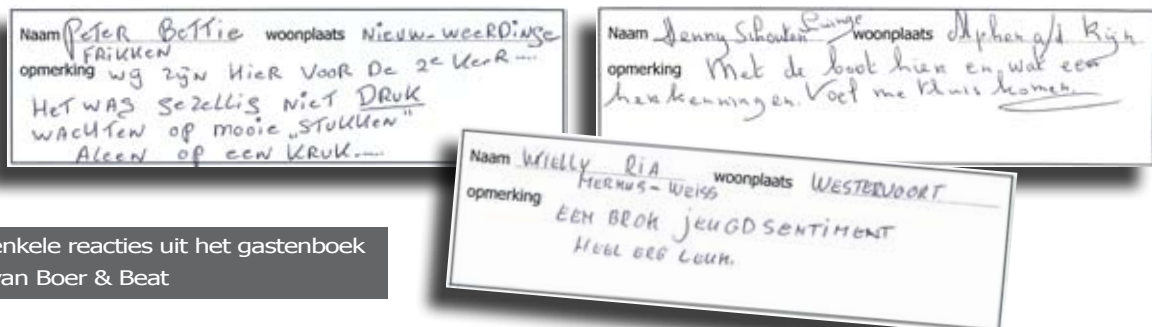 Naam Peter Bettie woonplaats Nieuw-Weerdinge
FRIKKEN
opmerking wij zijn HieR VooR De 2e KeeR....
HeT WAS geZellig NieT DRUK
WACHTEN op mooie „STUKKEN"
ALeen op een KRUK....
Naam Jenny Schouten woonplaats Alphen a/d Rijn
opmerking Met de boot hier en wat een
herkenningen. Voel me thuis komen.
Naam WIELLY RIA woonplaats WESTERVOORT
MERKUS-WEISS
opmerking
EEN BROK jEUGDSENTIMENT
HEEL ERG LEUK.
enkele reacties uit het gastenboek
van Boer & Beat